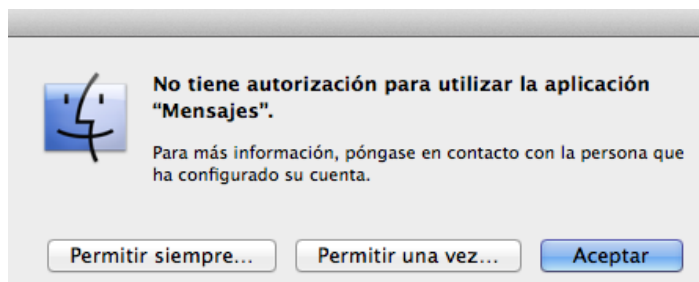 No tiene autorización para utilizar la aplicación
“Mensajes”.
Para más información, póngase en contacto con la persona que
ha configurado su cuenta.
Permitir siempre... Permitir una vez... Aceptar